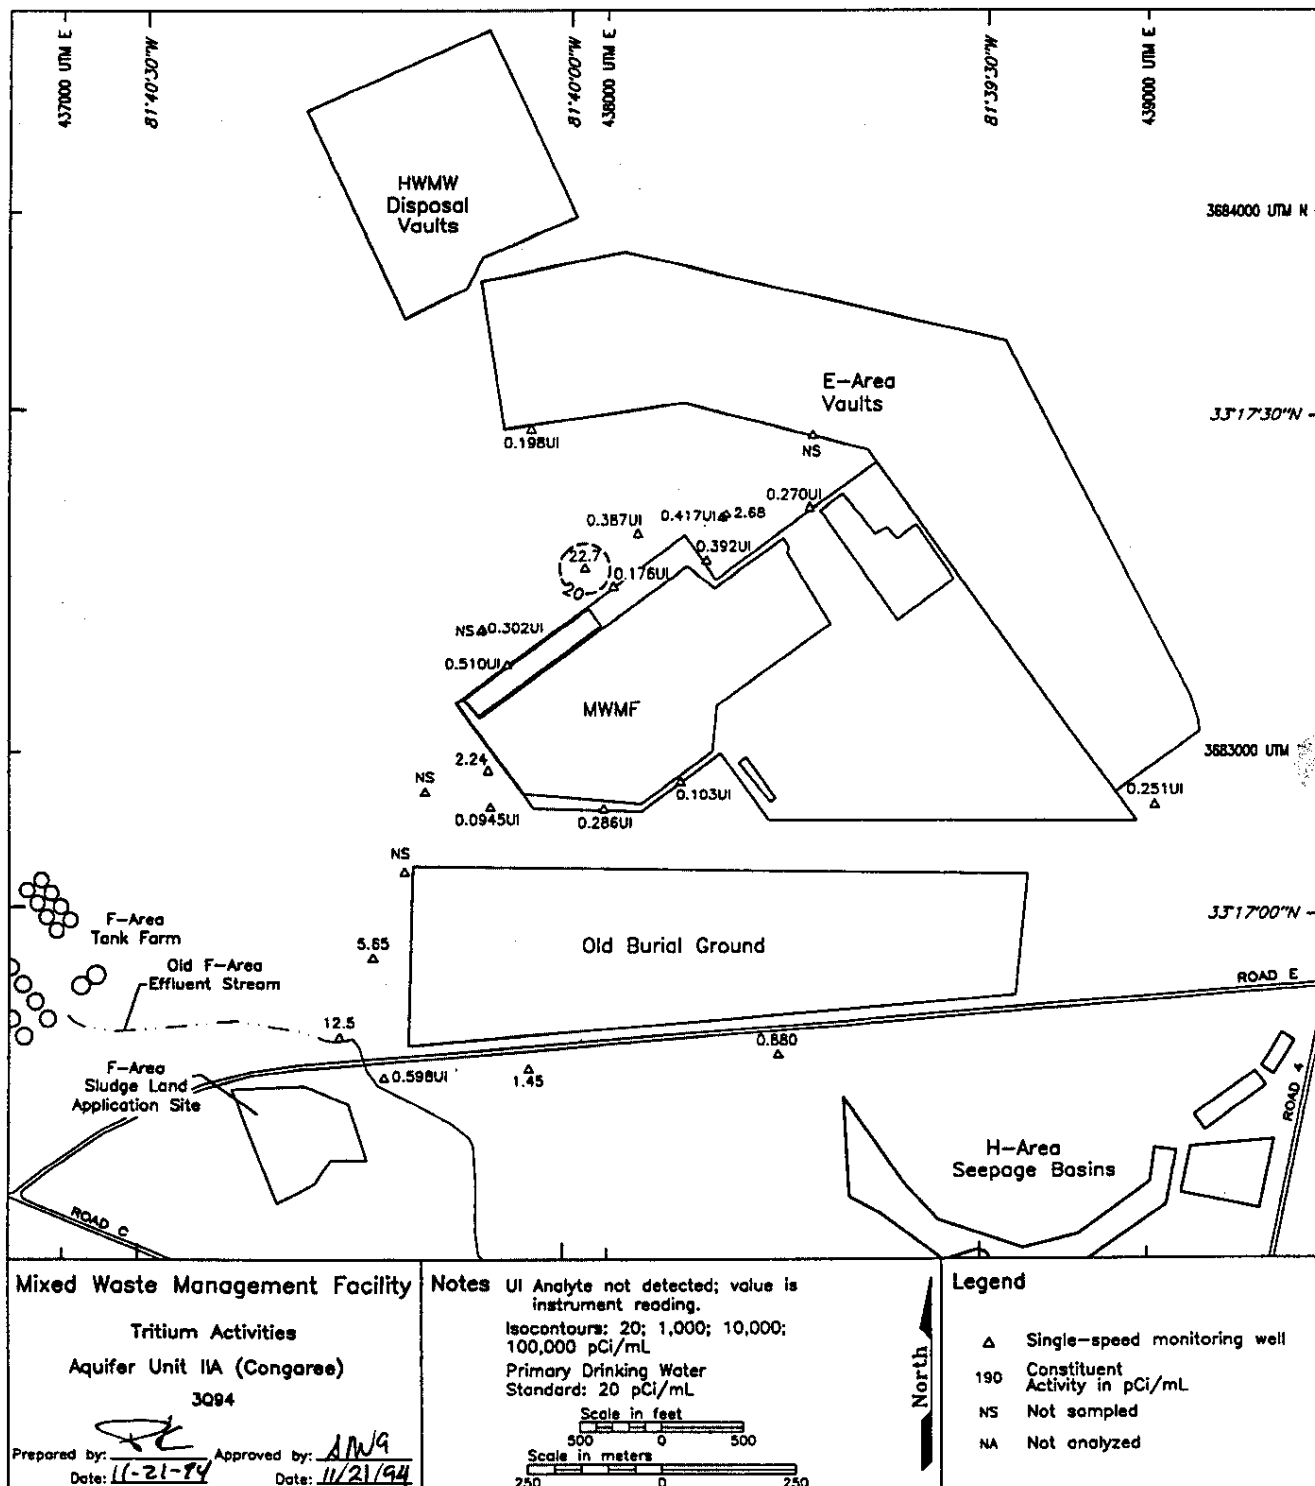 437000 UTM E
81°40'30"W
81°40'00"W
438000 UTM E
81°39'30"W
439000 UTM E
HWMW
Disposal
Vaults
3684000 UTM N
E-Area
Vaults
33°17'30"N
0.198UI
NS
0.270UI
0.387UI
0.417UI
2.68
0.392UI
22.7
20
0.176UI
NS
0.302UI
0.510UI
MWMF
3683000 UTM
2.24
NS
0.103UI
0.251UI
0.0945UI
0.286UI
NS
F-Area
Tank Farm
33°17'00"N
Old Burial Ground
5.65
Old F-Area
Effluent Stream
ROAD E
12.5
0.880
F-Area
Sludge Land
Application Site
0.598UI
1.45
ROAD 4
H-Area
Seepage Basins
ROAD C
Mixed Waste Management Facility
Tritium Activities
Aquifer Unit IIA (Congaree)
3Q94
Prepared by:
Approved by:
Date: 11-21-94
Date: 11/21/94
Notes
UI Analyte not detected; value is
instrument reading.
Isocontours: 20; 1,000; 10,000;
100,000 pCi/mL
Primary Drinking Water
Standard: 20 pCi/mL
Scale in feet
500 0 500
Scale in meters
250 0 250
North
Legend
Single-speed monitoring well
190 Constituent
Activity in pCi/mL
NS Not sampled
NA Not analyzed